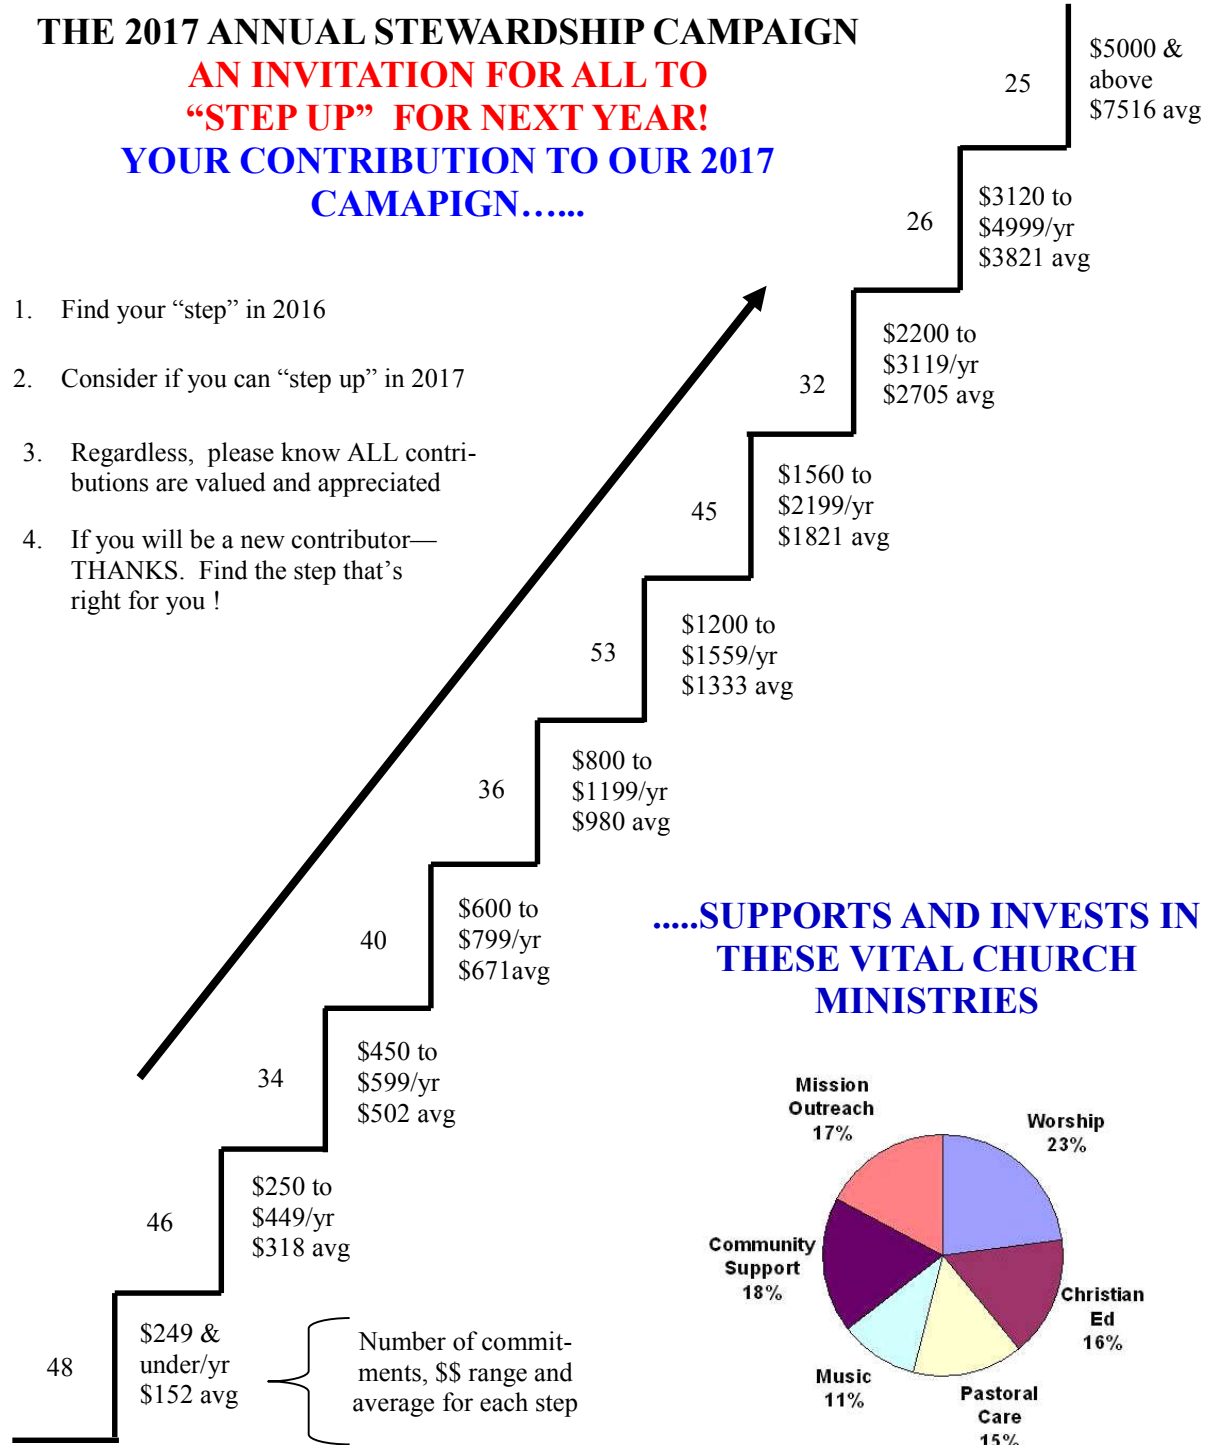 THE 2017 ANNUAL STEWARDSHIP CAMPAIGN
AN INVITATION FOR ALL TO
“STEP UP”  FOR NEXT YEAR!
YOUR CONTRIBUTION TO OUR 2017
CAMAPIGN…...
1. Find your “step” in 2016
2. Consider if you can “step up” in 2017
3. Regardless,  please know ALL contri-
butions are valued and appreciated
4. If you will be a new contributor—
THANKS.  Find the step that’s
right for you !
25
$5000 &
above
$7516 avg
26
$3120 to
$4999/yr
$3821 avg
32
$2200 to
$3119/yr
$2705 avg
45
$1560 to
$2199/yr
$1821 avg
53
$1200 to
$1559/yr
$1333 avg
36
$800 to
$1199/yr
$980 avg
40
$600 to
$799/yr
$671avg
34
$450 to
$599/yr
$502 avg
46
$250 to
$449/yr
$318 avg
48
$249 &
under/yr
$152 avg
Number of commit-
ments, $$ range and
average for each step
.....SUPPORTS AND INVESTS IN
THESE VITAL CHURCH
MINISTRIES
Mission
Outreach
17%
Worship
23%
Community
Support
18%
Christian
Ed
16%
Music
11%
Pastoral
Care
15%